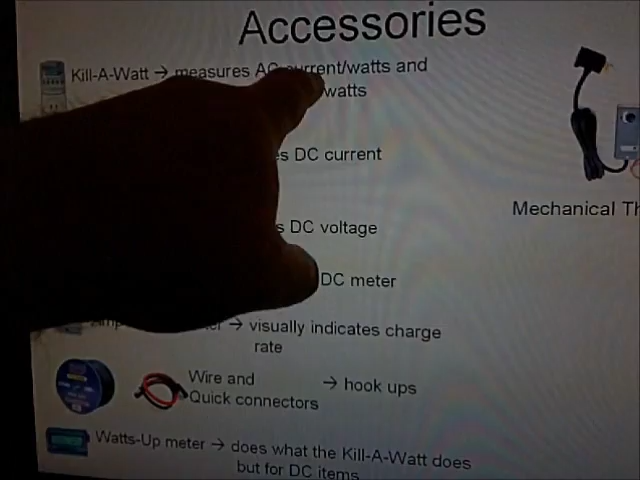 Accessories
Kill-A-Watt → measures AC current/watts and
watts
DC current
DC voltage
DC meter
→ visually indicates charge
rate
Wire and → hook ups
Quick connectors
Watts-Up meter → does what the Kill-A-Watt does
but for DC items
Mechanical